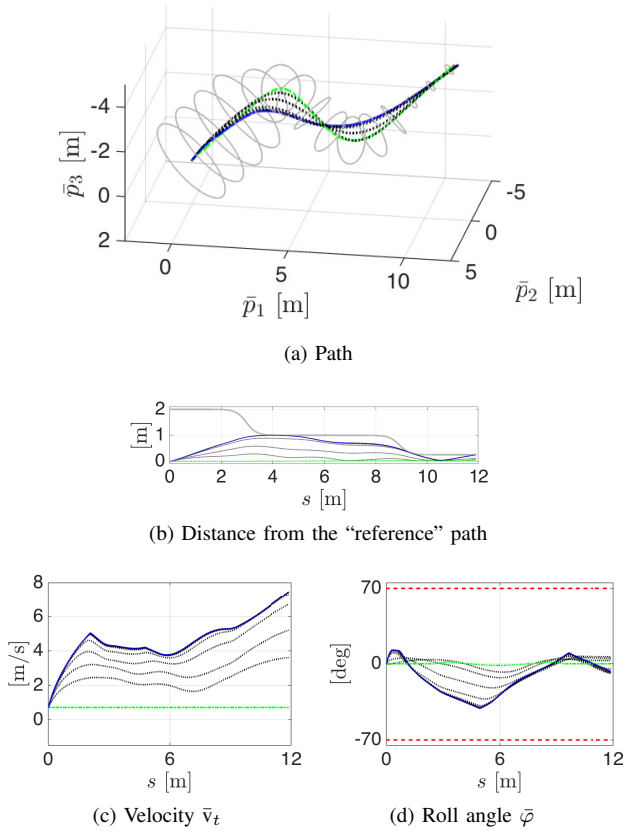 -4
-2
0
2
p̄₃ [m]
0
5
10
p̄₁ [m]
-5
0
5
p̄₂ [m]
(a) Path
2
1
0
[m]
0 2 4 6 8 10 12
s [m]
(b) Distance from the “reference” path
8
6
4
2
0
[m/s]
0 6 12
s [m]
(c) Velocity v̄ₜ
70
0
-70
[deg]
0 6 12
s [m]
(d) Roll angle φ̄